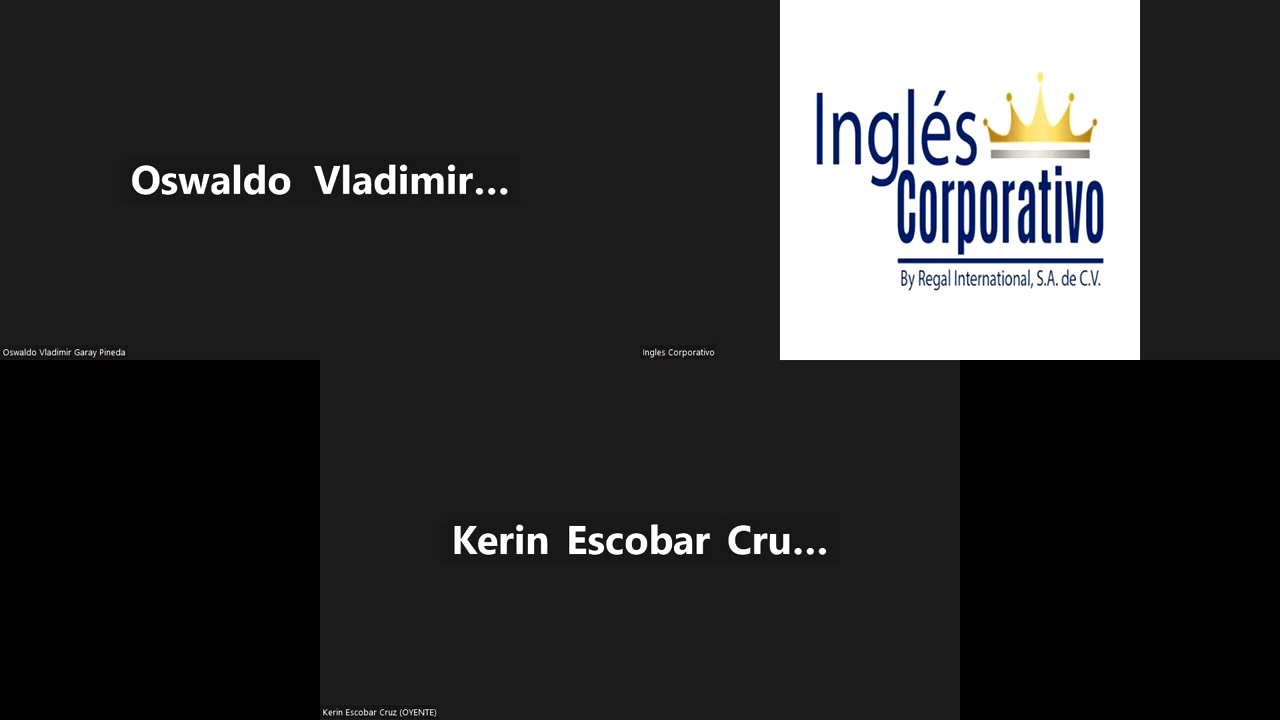 Oswaldo Vladimir...
Oswaldo Vladimir Garay Pineda
Inglés
Corporativo
By Regal International, S.A. de C.V.
Ingles Corporativo
Kerin Escobar Cru...
Kerin Escobar Cruz (OYENTE)